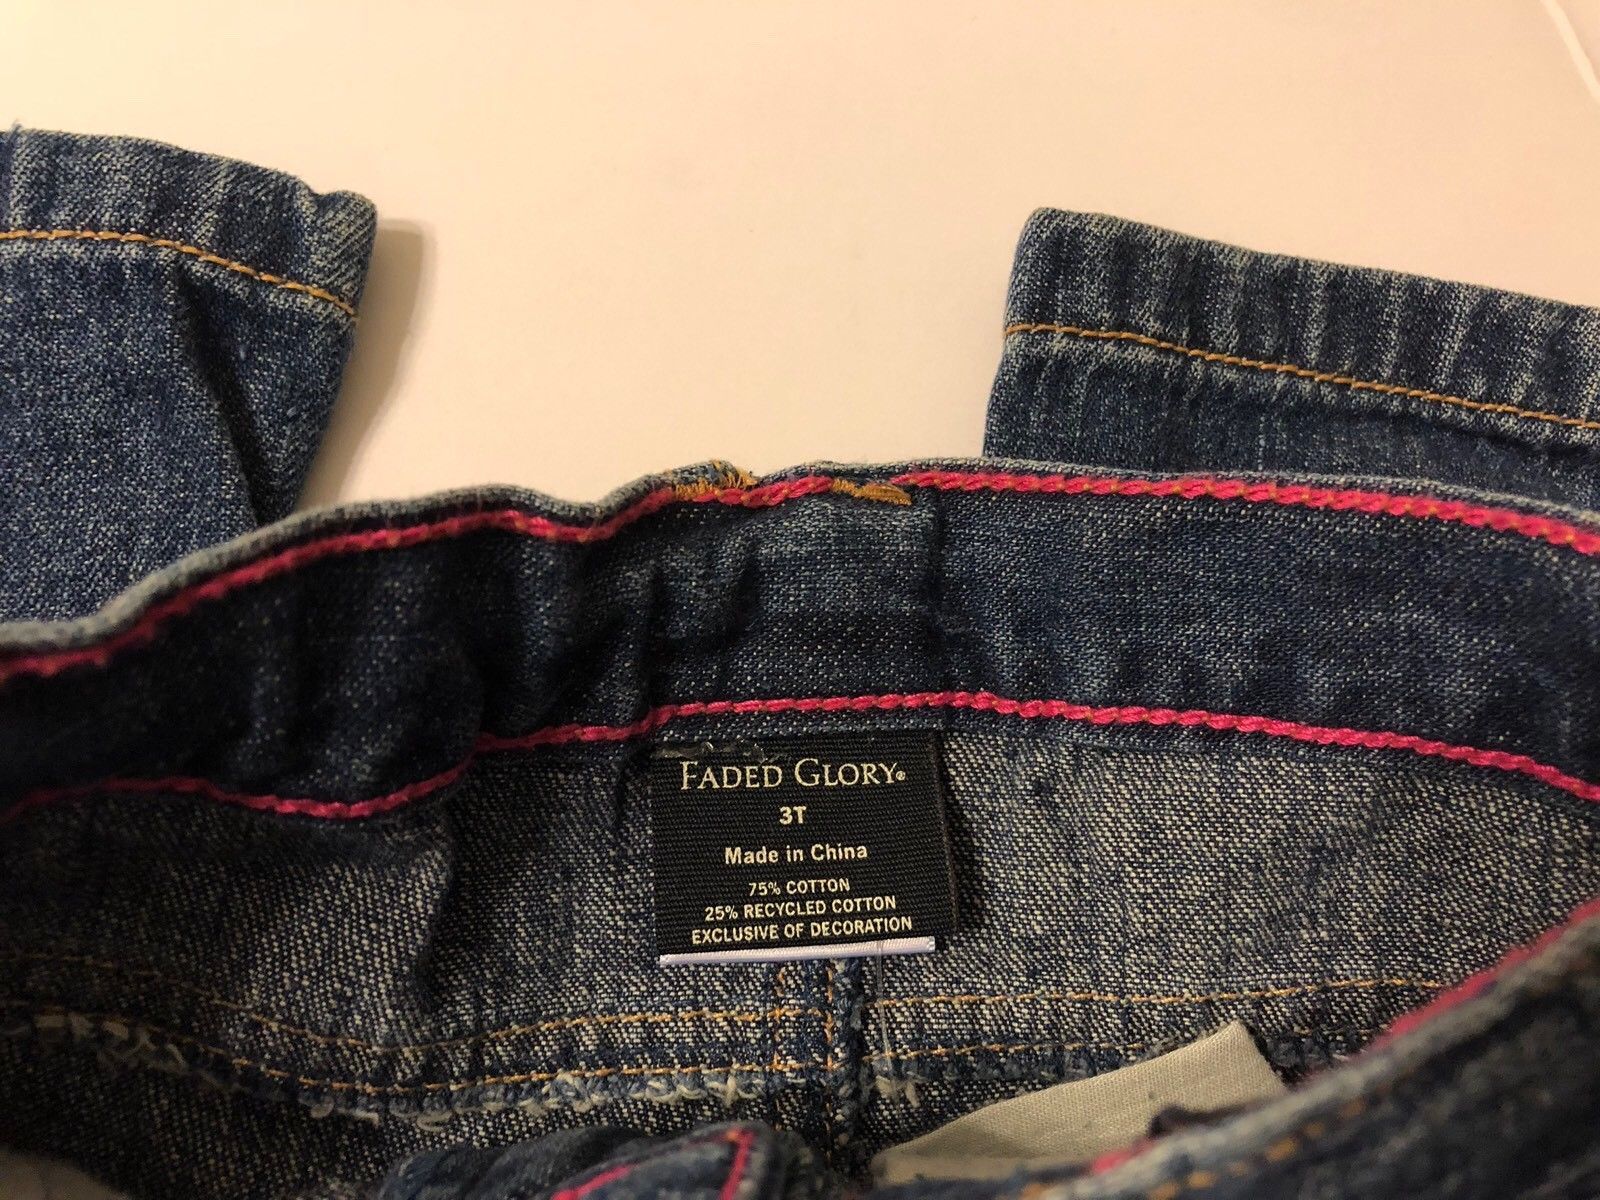 FADED GLORY®
3T
Made in China
75% COTTON
25% RECYCLED COTTON
EXCLUSIVE OF DECORATION